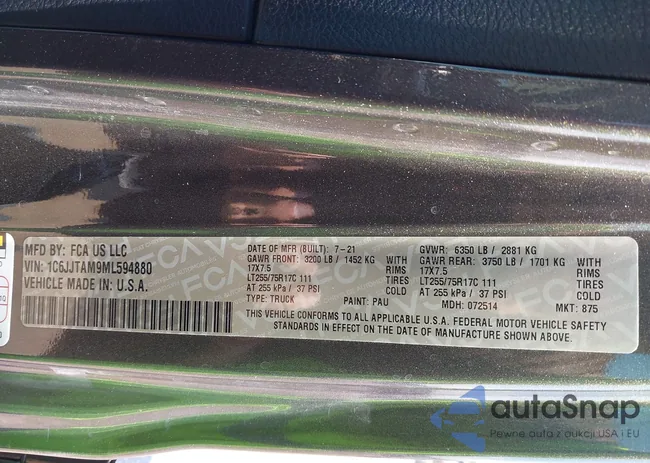 MFD BY: FCA US LLC
VIN: 1C6JJTAM9ML594880
VEHICLE MADE IN U.S.A.
DATE OF MFR (BUILT): 7-21
GAWR FRONT: 3200 LB / 1452 KG
17X7.5 RIMS
LT255/75R17C 111 TIRES
AT 255 kPa / 37 PSI COLD
TYPE: TRUCK PAINT: PAU
GVWR: 6350 LB / 2881 KG
GAWR REAR: 3750 LB / 1701 KG
17X7.5 RIMS
LT255/75R17C 111 TIRES
AT 255 kPa / 37 PSI COLD
MDH: 072514 MKT: 875
THIS VEHICLE CONFORMS TO ALL APPLICABLE U.S.A. FEDERAL MOTOR VEHICLE SAFETY
STANDARDS IN EFFECT ON THE DATE OF MANUFACTURE SHOWN ABOVE.
autaSnap
Pewne auta z aukcji USA i EU